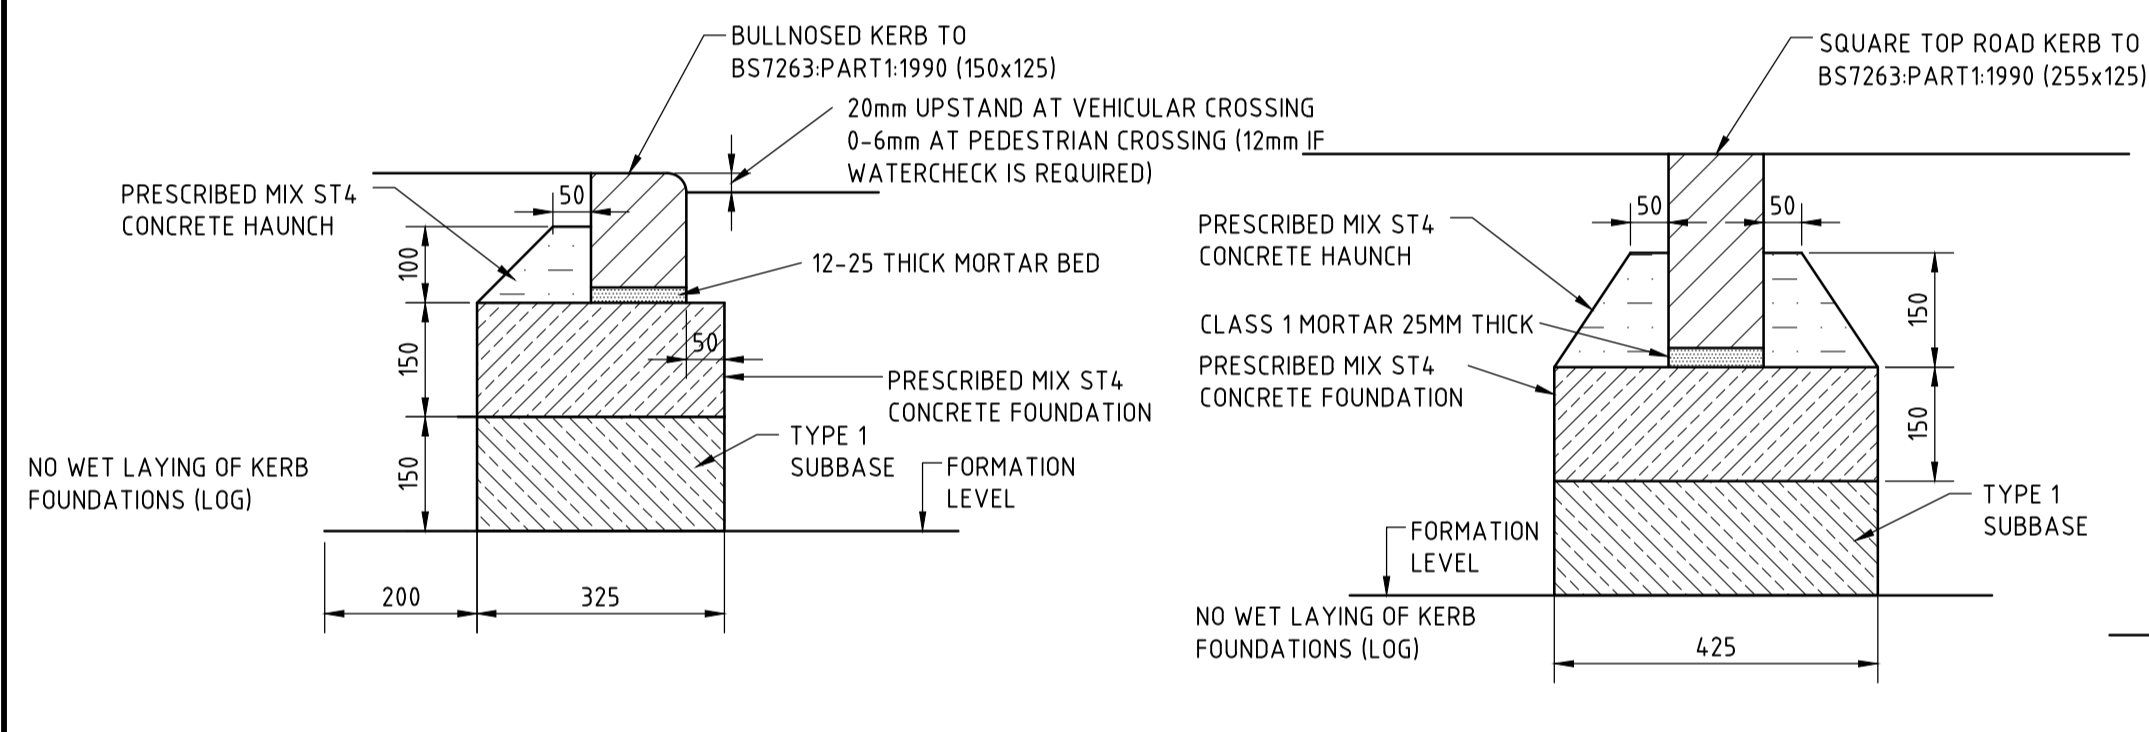 BULLNOSED KERB TO
BS7263:PART1:1990 (150x125)
20mm UPSTAND AT VEHICULAR CROSSING
0-6mm AT PEDESTRIAN CROSSING (12mm IF
WATERCHECK IS REQUIRED)
PRESCRIBED MIX ST4
CONCRETE HAUNCH
50
100
12-25 THICK MORTAR BED
150
50
PRESCRIBED MIX ST4
CONCRETE FOUNDATION
150
TYPE 1
SUBBASE
NO WET LAYING OF KERB
FOUNDATIONS (LOG)
FORMATION
LEVEL
200
325
SQUARE TOP ROAD KERB TO
BS7263:PART1:1990 (255x125)
50
50
PRESCRIBED MIX ST4
CONCRETE HAUNCH
150
CLASS 1 MORTAR 25MM THICK
PRESCRIBED MIX ST4
CONCRETE FOUNDATION
150
TYPE 1
SUBBASE
FORMATION
LEVEL
NO WET LAYING OF KERB
FOUNDATIONS (LOG)
425